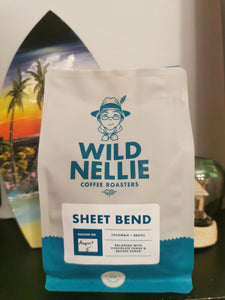 WILD
NELLIE
COFFEE ROASTERS
SHEET BEND
ROASTED ON
COLOMBIA + BRAZIL
BALANCED WITH
CHOCOLATE FUDGE &
BROWN SUGAR